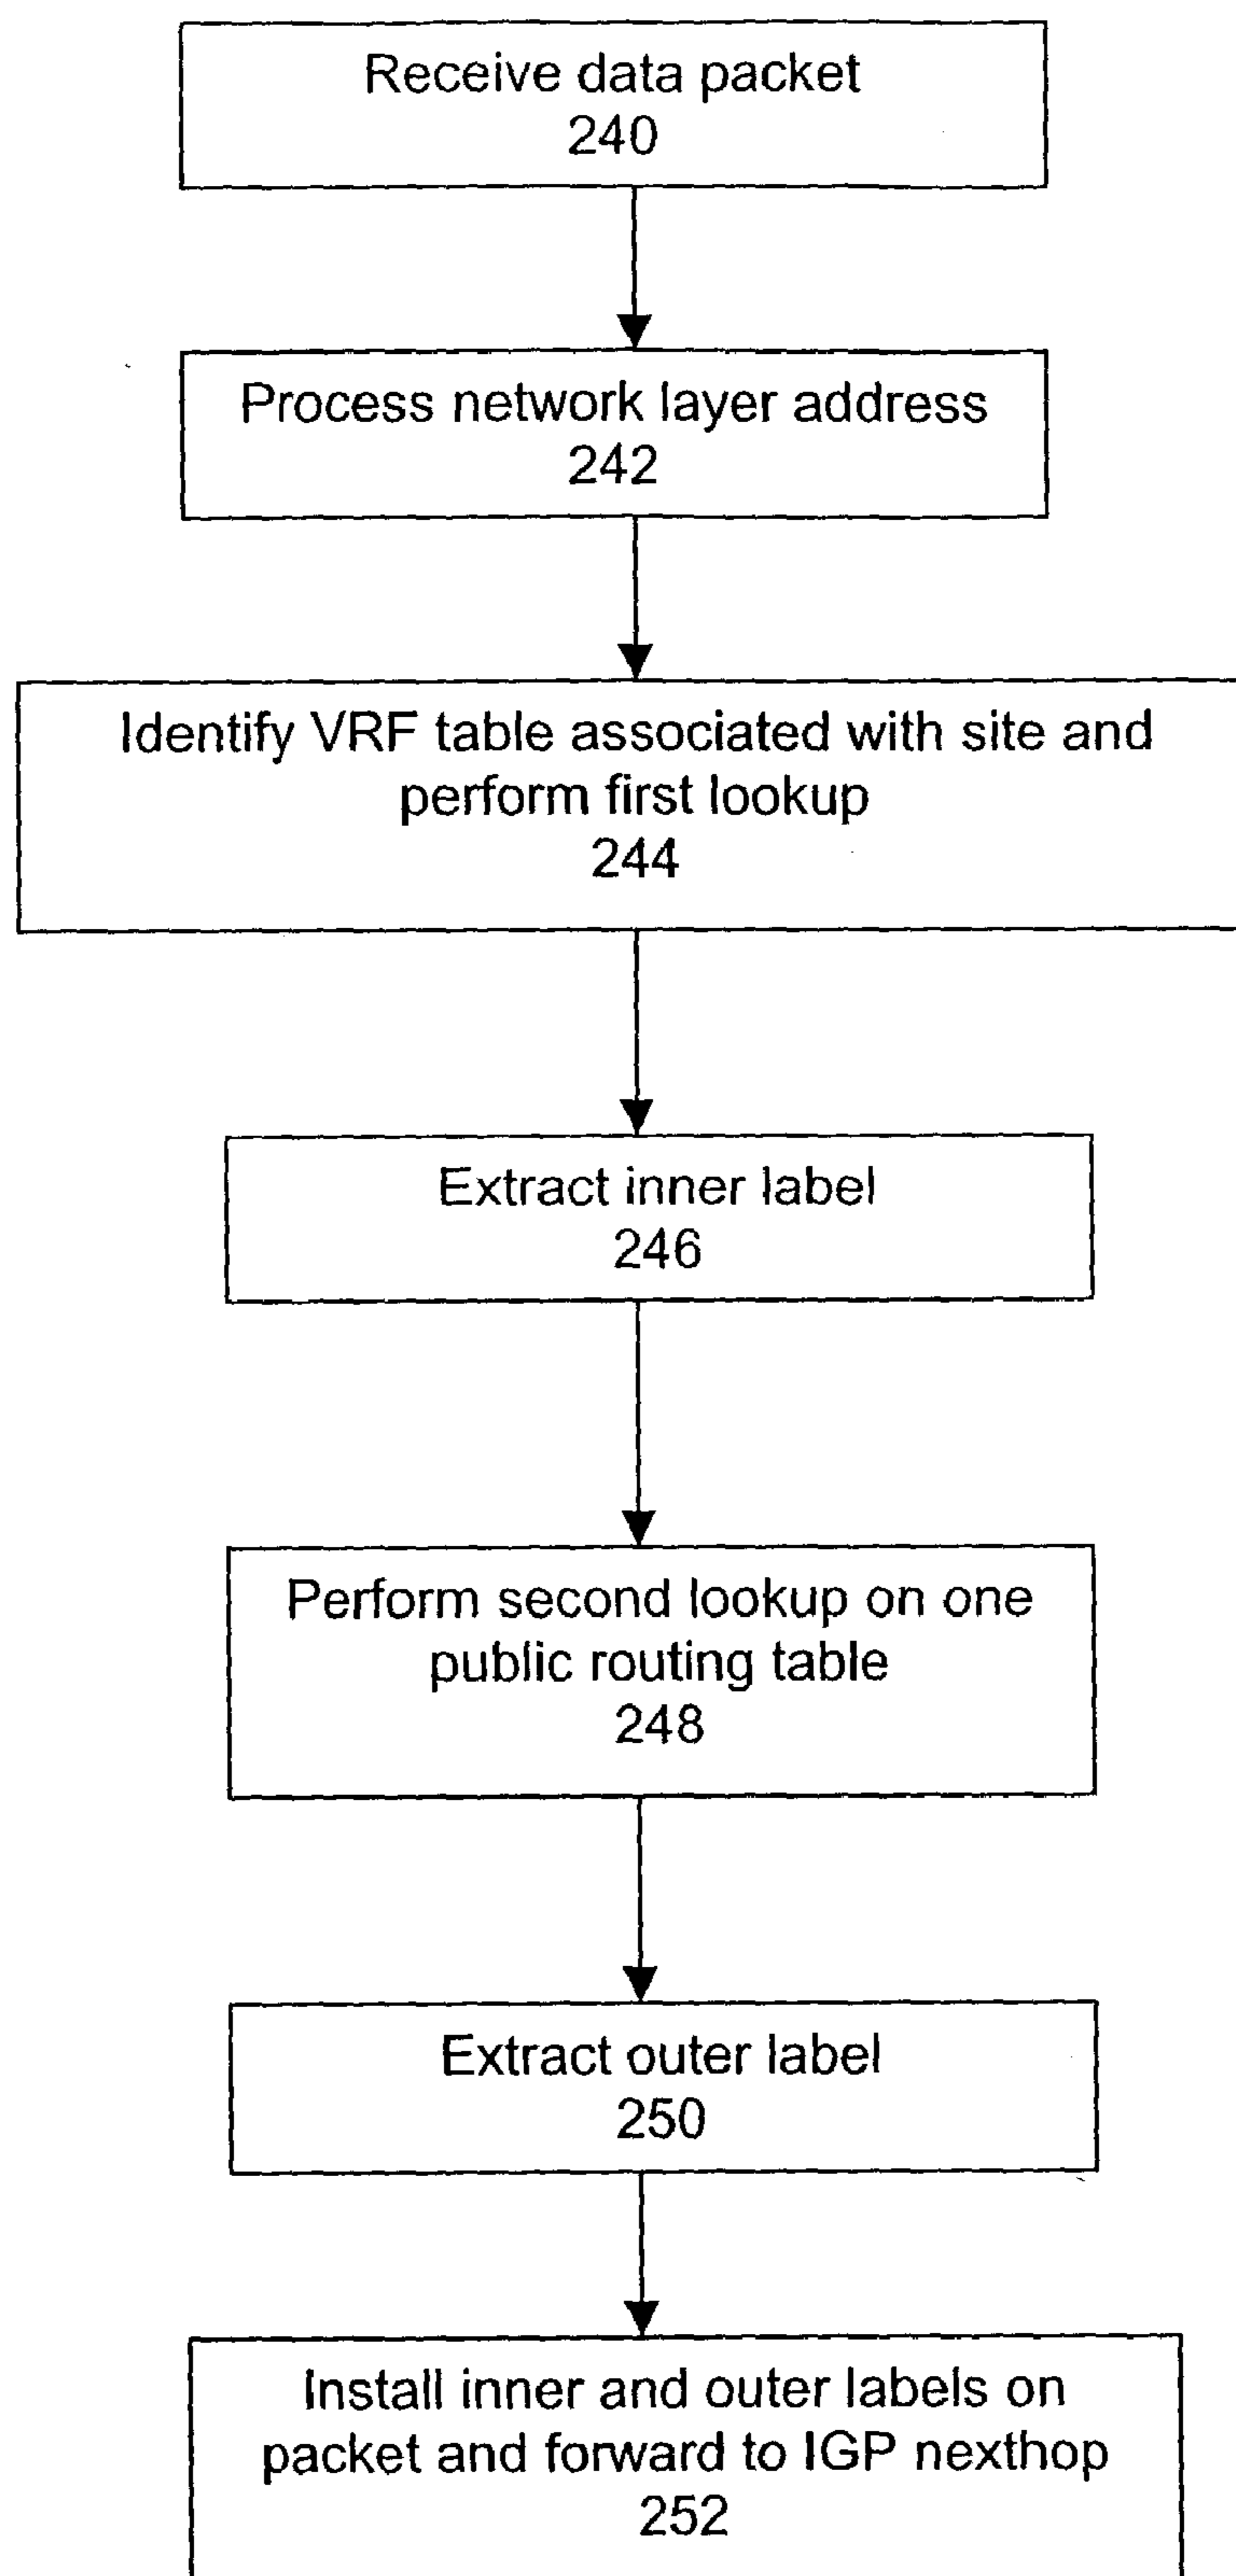 Receive data packet
240
Process network layer address
242
Identify VRF table associated with site and
perform first lookup
244
Extract inner label
246
Perform second lookup on one
public routing table
248
Extract outer label
250
Install inner and outer labels on
packet and forward to IGP nexthop
252